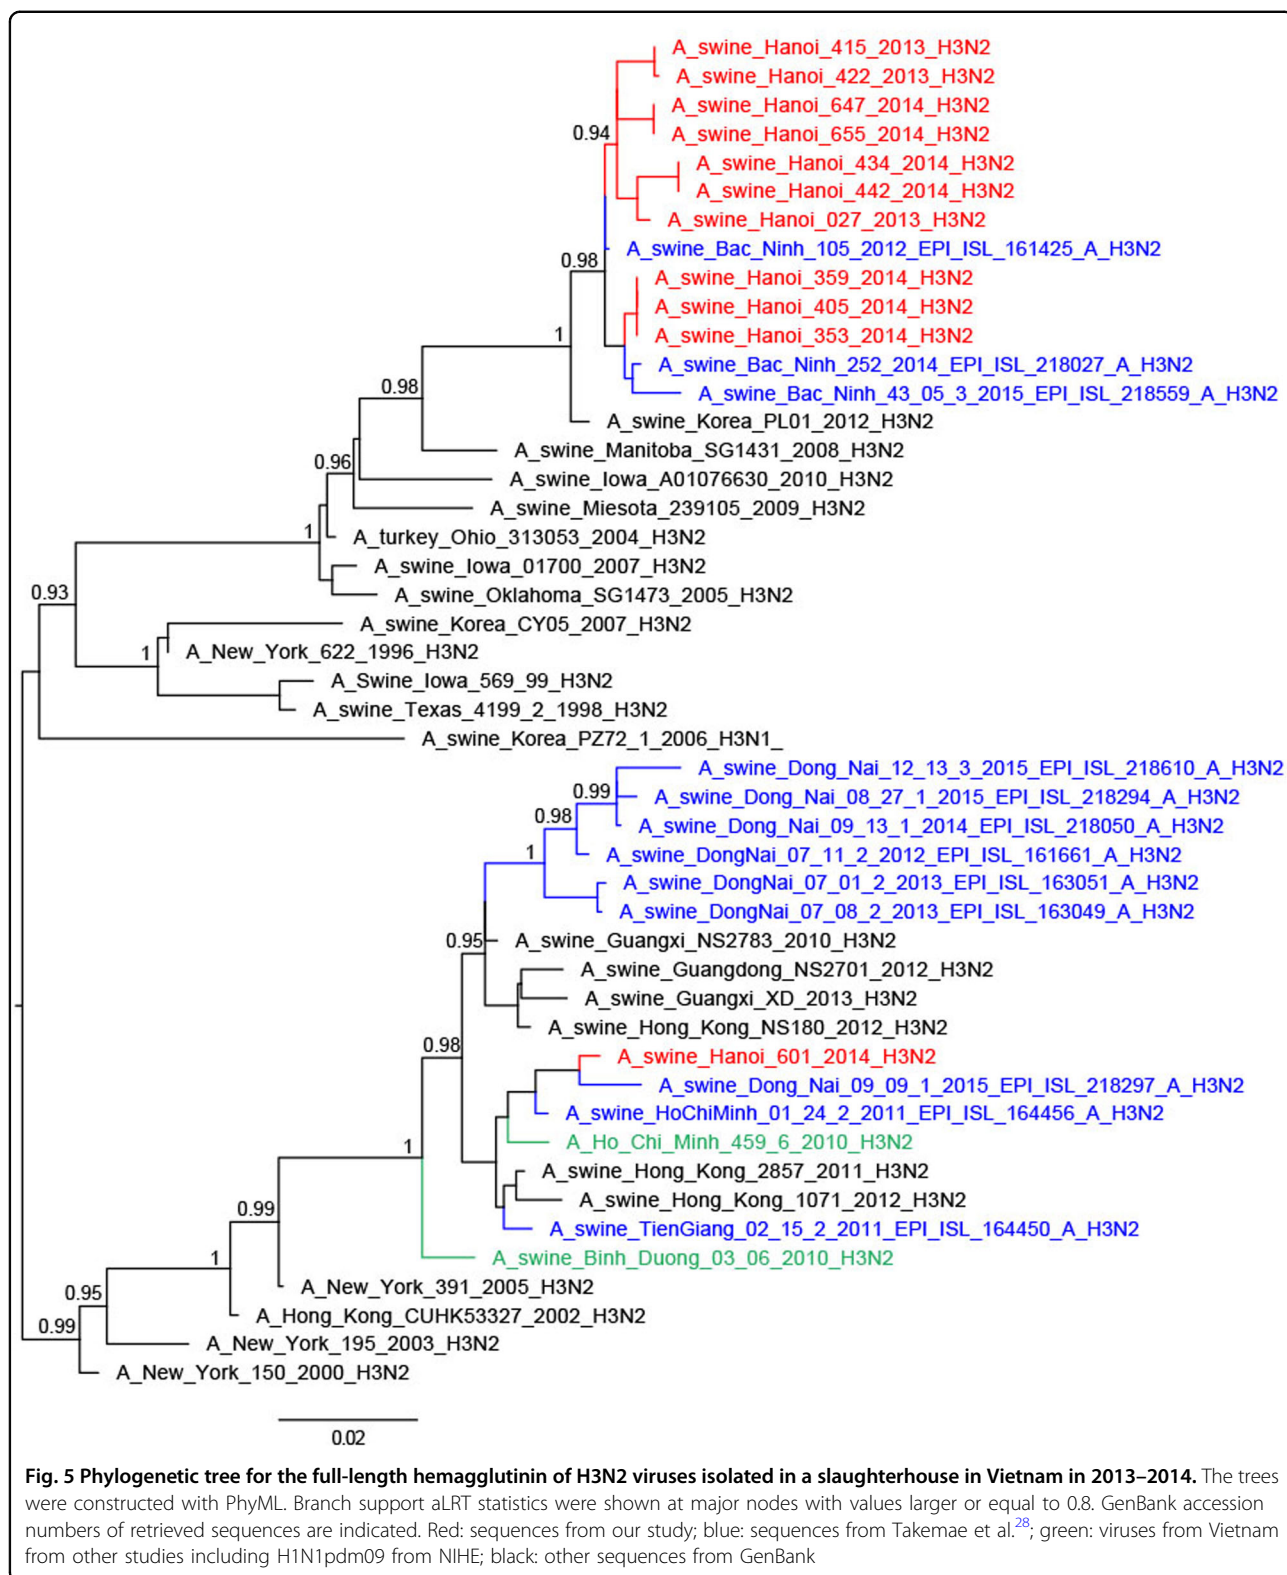 A_swine_Hanoi_415_2013_H3N2
A_swine_Hanoi_422_2013_H3N2
A_swine_Hanoi_647_2014_H3N2
0.94
A_swine_Hanoi_655_2014_H3N2
A_swine_Hanoi_434_2014_H3N2
A_swine_Hanoi_442_2014_H3N2
A_swine_Hanoi_027_2013_H3N2
A_swine_Bac_Ninh_105_2012_EPI_ISL_161425_A_H3N2
0.98
A_swine_Hanoi_359_2014_H3N2
A_swine_Hanoi_405_2014_H3N2
1
A_swine_Hanoi_353_2014_H3N2
A_swine_Bac_Ninh_252_2014_EPI_ISL_218027_A_H3N2
0.98
A_swine_Bac_Ninh_43_05_3_2015_EPI_ISL_218559_A_H3N2
A_swine_Korea_PL01_2012_H3N2
A_swine_Manitoba_SG1431_2008_H3N2
0.96
A_swine_Iowa_A01076630_2010_H3N2
A_swine_Miesota_239105_2009_H3N2
1
A_turkey_Ohio_313053_2004_H3N2
A_swine_Iowa_01700_2007_H3N2
0.93
A_swine_Oklahoma_SG1473_2005_H3N2
A_swine_Korea_CY05_2007_H3N2
1
A_New_York_622_1996_H3N2
A_Swine_Iowa_569_99_H3N2
A_swine_Texas_4199_2_1998_H3N2
A_swine_Korea_PZ72_1_2006_H3N1_
A_swine_Dong_Nai_12_13_3_2015_EPI_ISL_218610_A_H3N2
0.99
A_swine_Dong_Nai_08_27_1_2015_EPI_ISL_218294_A_H3N2
0.98
A_swine_Dong_Nai_09_13_1_2014_EPI_ISL_218050_A_H3N2
1
A_swine_DongNai_07_11_2_2012_EPI_ISL_161661_A_H3N2
A_swine_DongNai_07_01_2_2013_EPI_ISL_163051_A_H3N2
A_swine_DongNai_07_08_2_2013_EPI_ISL_163049_A_H3N2
0.95
A_swine_Guangxi_NS2783_2010_H3N2
A_swine_Guangdong_NS2701_2012_H3N2
A_swine_Guangxi_XD_2013_H3N2
A_swine_Hong_Kong_NS180_2012_H3N2
0.98
A_swine_Hanoi_601_2014_H3N2
A_swine_Dong_Nai_09_09_1_2015_EPI_ISL_218297_A_H3N2
A_swine_HoChiMinh_01_24_2_2011_EPI_ISL_164456_A_H3N2
1
A_Ho_Chi_Minh_459_6_2010_H3N2
A_swine_Hong_Kong_2857_2011_H3N2
0.99
A_swine_Hong_Kong_1071_2012_H3N2
A_swine_TienGiang_02_15_2_2011_EPI_ISL_164450_A_H3N2
1
A_swine_Binh_Duong_03_06_2010_H3N2
0.95
A_New_York_391_2005_H3N2
A_Hong_Kong_CUHK53327_2002_H3N2
0.99
A_New_York_195_2003_H3N2
A_New_York_150_2000_H3N2
0.02
Fig. 5 Phylogenetic tree for the full-length hemagglutinin of H3N2 viruses isolated in a slaughterhouse in Vietnam in 2013–2014. The trees
were constructed with PhyML. Branch support aLRT statistics were shown at major nodes with values larger or equal to 0.8. GenBank accession
numbers of retrieved sequences are indicated. Red: sequences from our study; blue: sequences from Takemae et al.28; green: viruses from Vietnam
from other studies including H1N1pdm09 from NIHE; black: other sequences from GenBank